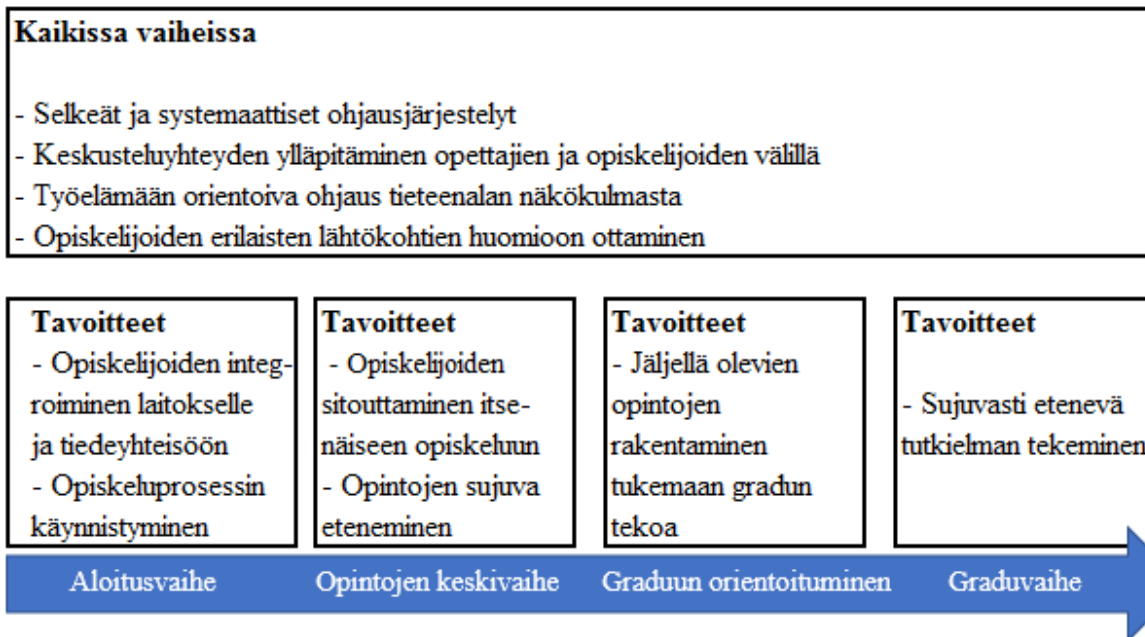 Kaikissa vaiheissa
- Selkeät ja systemaattiset ohjausjärjestelyt
- Keskusteluyhteyden ylläpitäminen opettajien ja opiskelijoiden välillä
- Työelämään orientoiva ohjaus tieteenalan näkökulmasta
- Opiskelijoiden erilaisten lähtökohtien huomioon ottaminen
Tavoitteet
- Opiskelijoiden integ-
roiminen laitokselle
ja tiedeyhteisöön
- Opiskeluprosessin
käynnistyminen
Tavoitteet
- Opiskelijoiden
sitouttaminen itse-
näiseen opiskeluun
- Opintojen sujuva
eteneminen
Tavoitteet
- Jäljellä olevien
opintojen
rakentaminen
tukemaan gradun
tekoa
Tavoitteet
- Sujuvasti etenevä
tutkielman tekeminen
Aloitusvaihe
Opintojen keskivaihe
Graduun orientoituminen
Graduvaihe